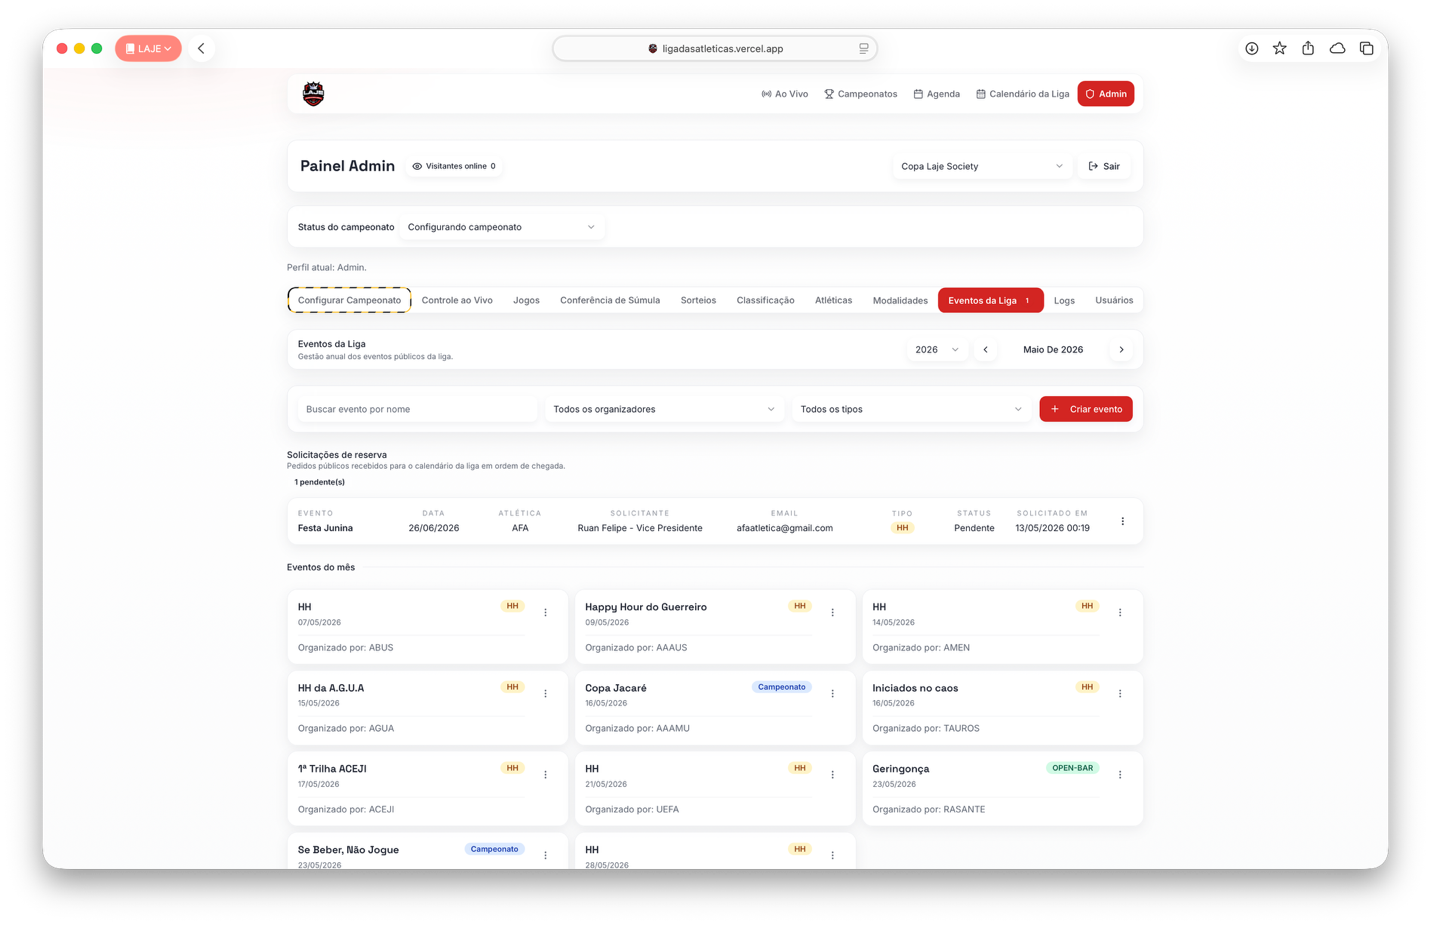 LAJE
ligadasatleticas.vercel.app
LAJE
Ao Vivo
Campeonatos
Agenda
Calendário da Liga
Admin
Painel Admin
Visitantes online 0
Copa Laje Society
Sair
Status do campeonato
Configurando campeonato
Perfil atual: Admin.
Configurar Campeonato
Controle ao Vivo
Jogos
Conferência de Súmula
Sorteios
Classificação
Atléticas
Modalidades
Eventos da Liga 1
Logs
Usuários
Eventos da Liga
Gestão anual dos eventos públicos da liga.
2026
Maio De 2026
Buscar evento por nome
Todos os organizadores
Todos os tipos
+ Criar evento
Solicitações de reserva
Pedidos públicos recebidos para o calendário da liga em ordem de chegada.
1 pendente(s)
EVENTO
Festa Junina
DATA
26/06/2026
ATLÉTICA
AFA
SOLICITANTE
Ruan Felipe - Vice Presidente
EMAIL
afaatletica@gmail.com
TIPO
HH
STATUS
Pendente
SOLICITADO EM
13/05/2026 00:19
Eventos do mês
HH
HH
07/05/2026
Organizado por: ABUS
Happy Hour do Guerreiro
HH
09/05/2026
Organizado por: AAAUS
HH
HH
14/05/2026
Organizado por: AMEN
HH da A.G.U.A
HH
15/05/2026
Organizado por: AGUA
Copa Jacaré
Campeonato
16/05/2026
Organizado por: AAAMU
Iniciados no caos
HH
16/05/2026
Organizado por: TAUROS
1ª Trilha ACEJI
HH
17/05/2026
Organizado por: ACEJI
HH
HH
21/05/2026
Organizado por: UEFA
Geringonça
OPEN-BAR
23/05/2026
Organizado por: RASANTE
Se Beber, Não Jogue
Campeonato
23/05/2026
HH
HH
28/05/2026